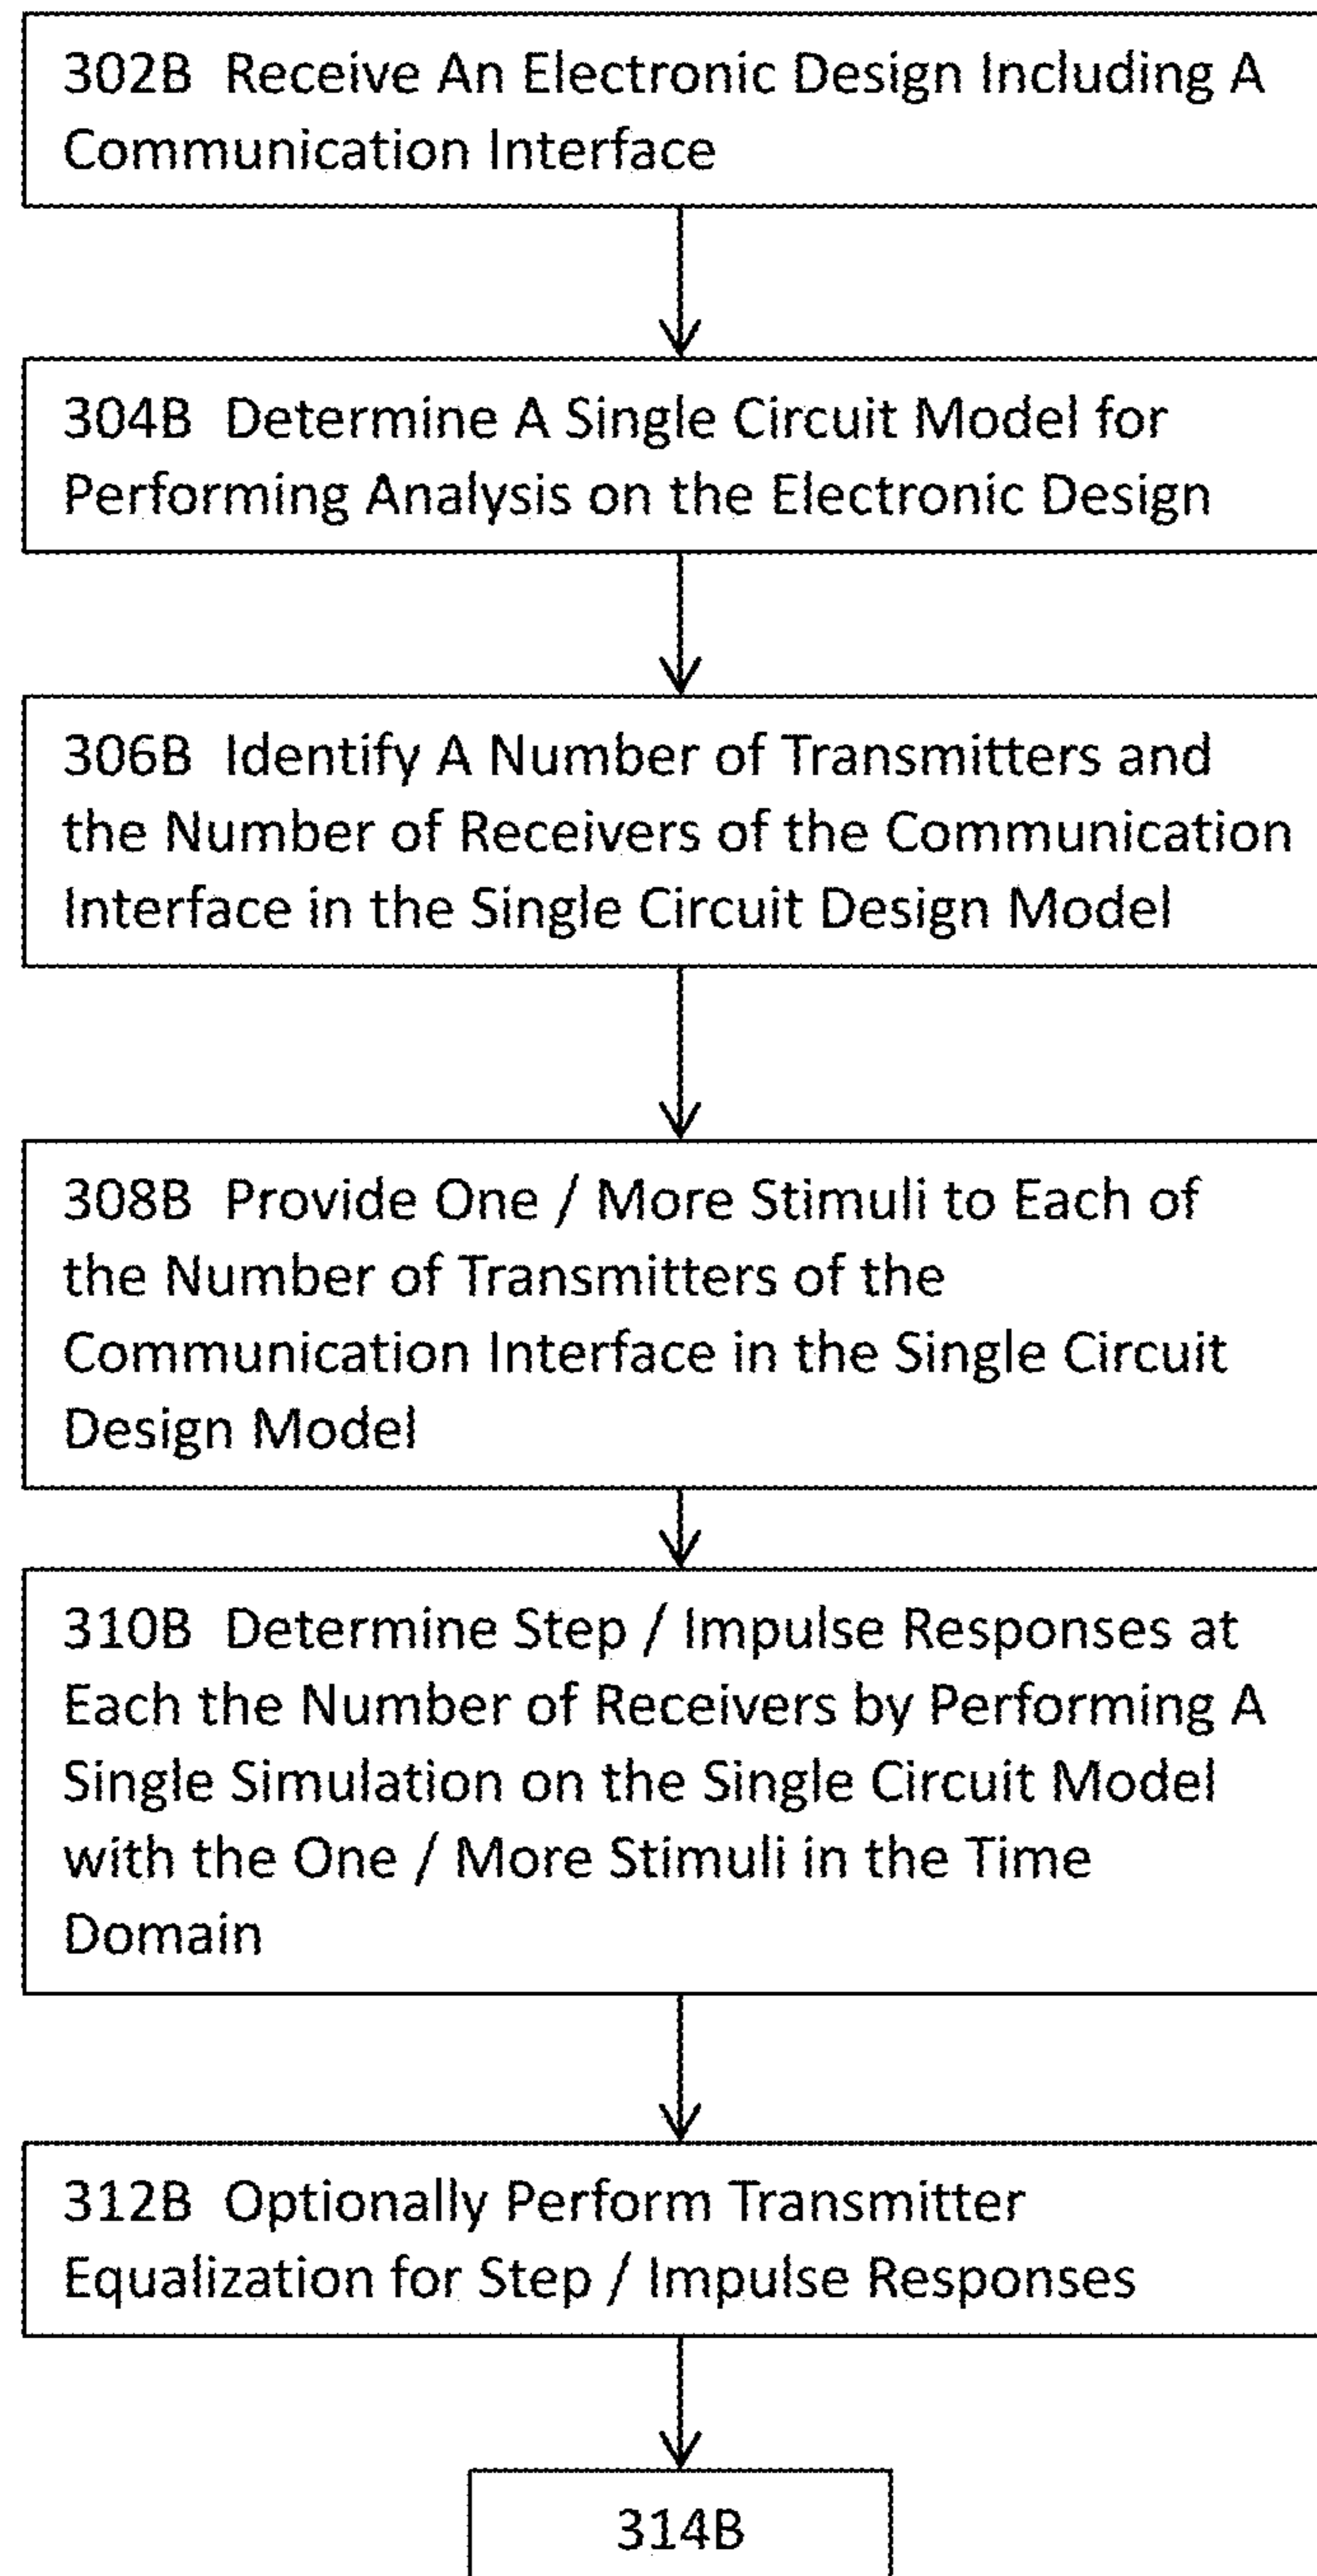 302B Receive An Electronic Design Including A
Communication Interface
304B Determine A Single Circuit Model for
Performing Analysis on the Electronic Design
306B Identify A Number of Transmitters and
the Number of Receivers of the Communication
Interface in the Single Circuit Design Model
308B Provide One / More Stimuli to Each of
the Number of Transmitters of the
Communication Interface in the Single Circuit
Design Model
310B Determine Step / Impulse Responses at
Each the Number of Receivers by Performing A
Single Simulation on the Single Circuit Model
with the One / More Stimuli in the Time
Domain
312B Optionally Perform Transmitter
Equalization for Step / Impulse Responses
314B